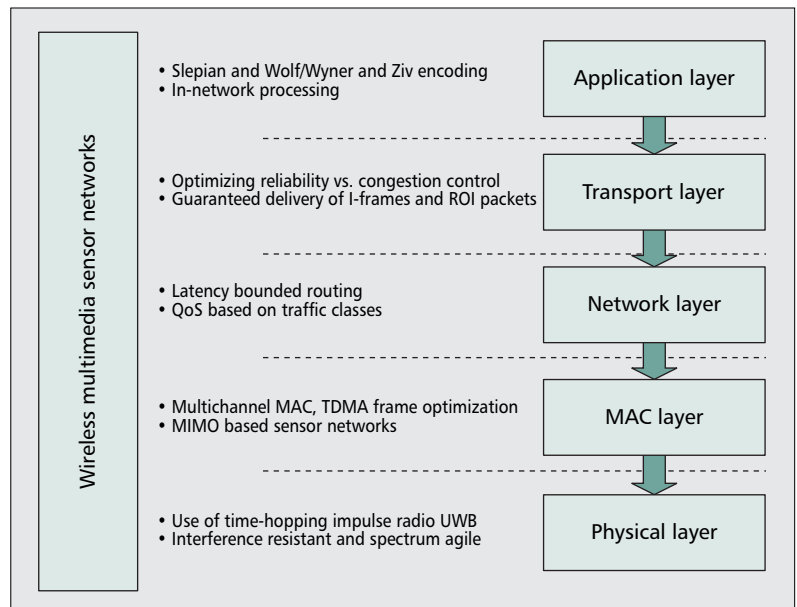 Wireless multimedia sensor networks
• Slepian and Wolf/Wyner and Ziv encoding
• In-network processing
Application layer
• Optimizing reliability vs. congestion control
• Guaranteed delivery of I-frames and ROI packets
Transport layer
• Latency bounded routing
• QoS based on traffic classes
Network layer
• Multichannel MAC, TDMA frame optimization
• MIMO based sensor networks
MAC layer
• Use of time-hopping impulse radio UWB
• Interference resistant and spectrum agile
Physical layer